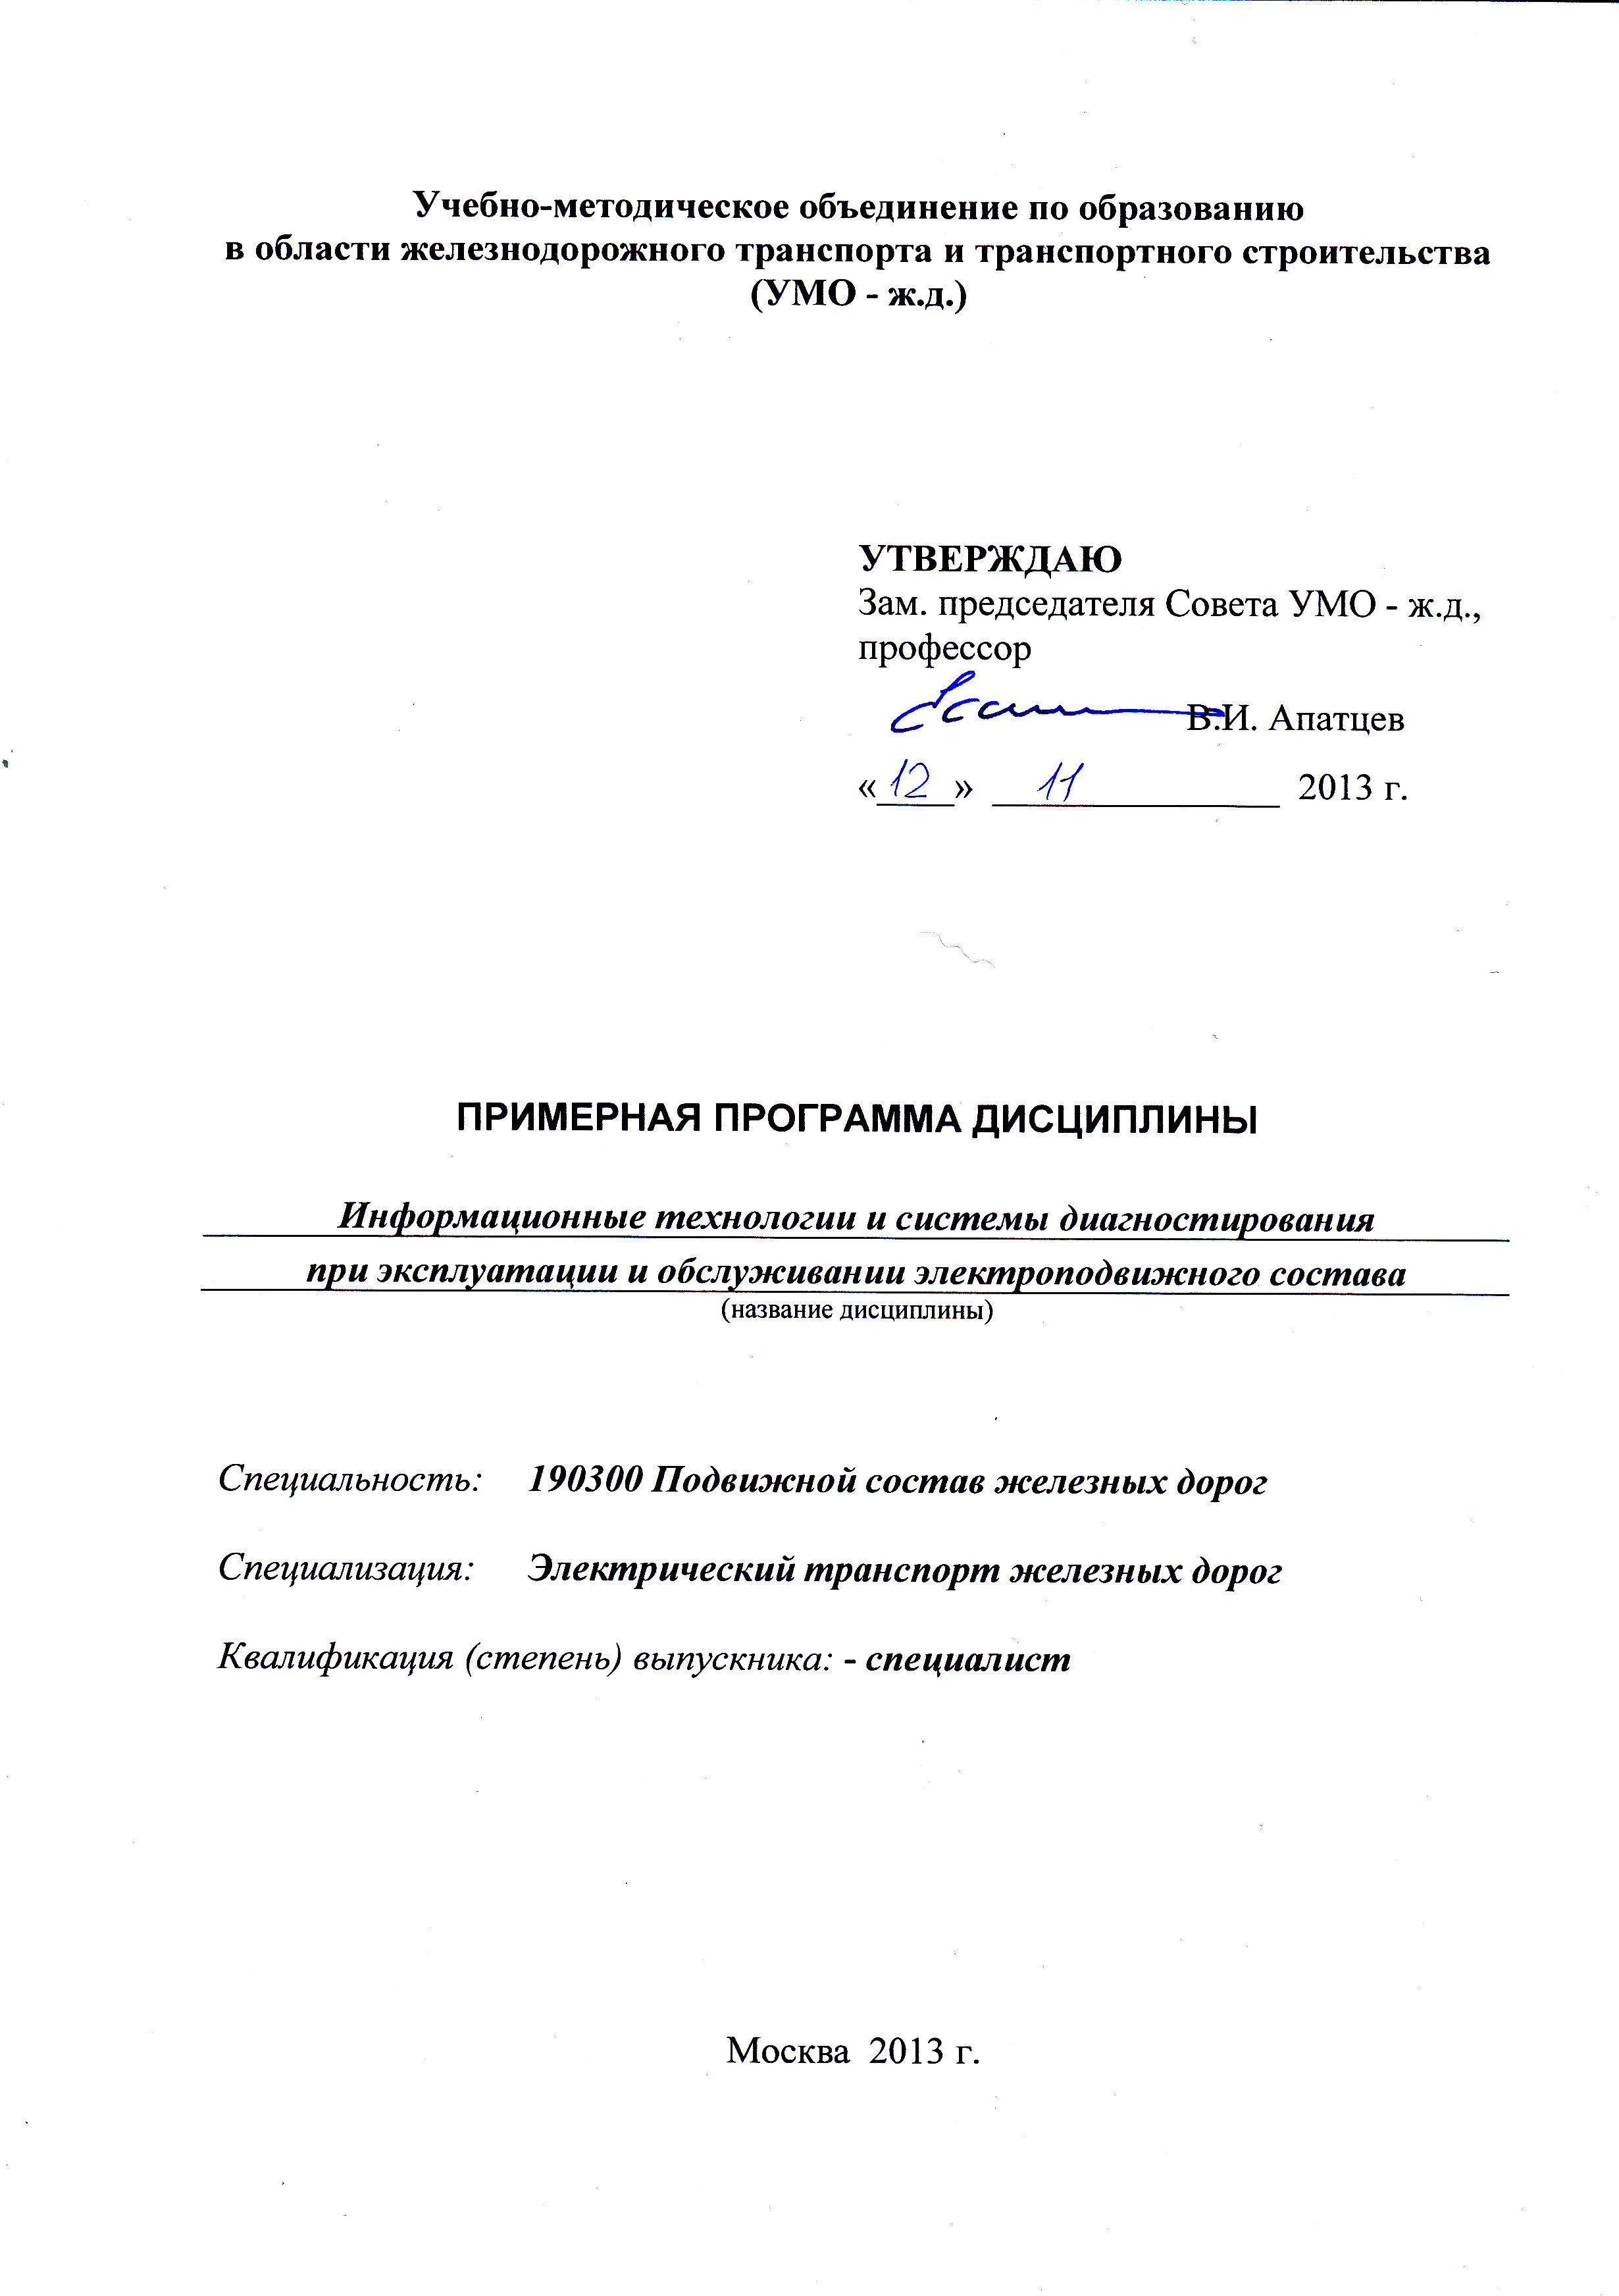 Учебно-методическое объединение по образованию
в области железнодорожного транспорта и транспортного строительства
(УМО - ж.д.)
УТВЕРЖДАЮ
Зам. председателя Совета УМО - ж.д.,
профессор
В.И. Апатцев
«12» 11 2013 г.
ПРИМЕРНАЯ ПРОГРАММА ДИСЦИПЛИНЫ
Информационные технологии и системы диагностирования
при эксплуатации и обслуживании электроподвижного состава
(название дисциплины)
Специальность: 190300 Подвижной состав железных дорог
Специализация: Электрический транспорт железных дорог
Квалификация (степень) выпускника: - специалист
Москва 2013 г.